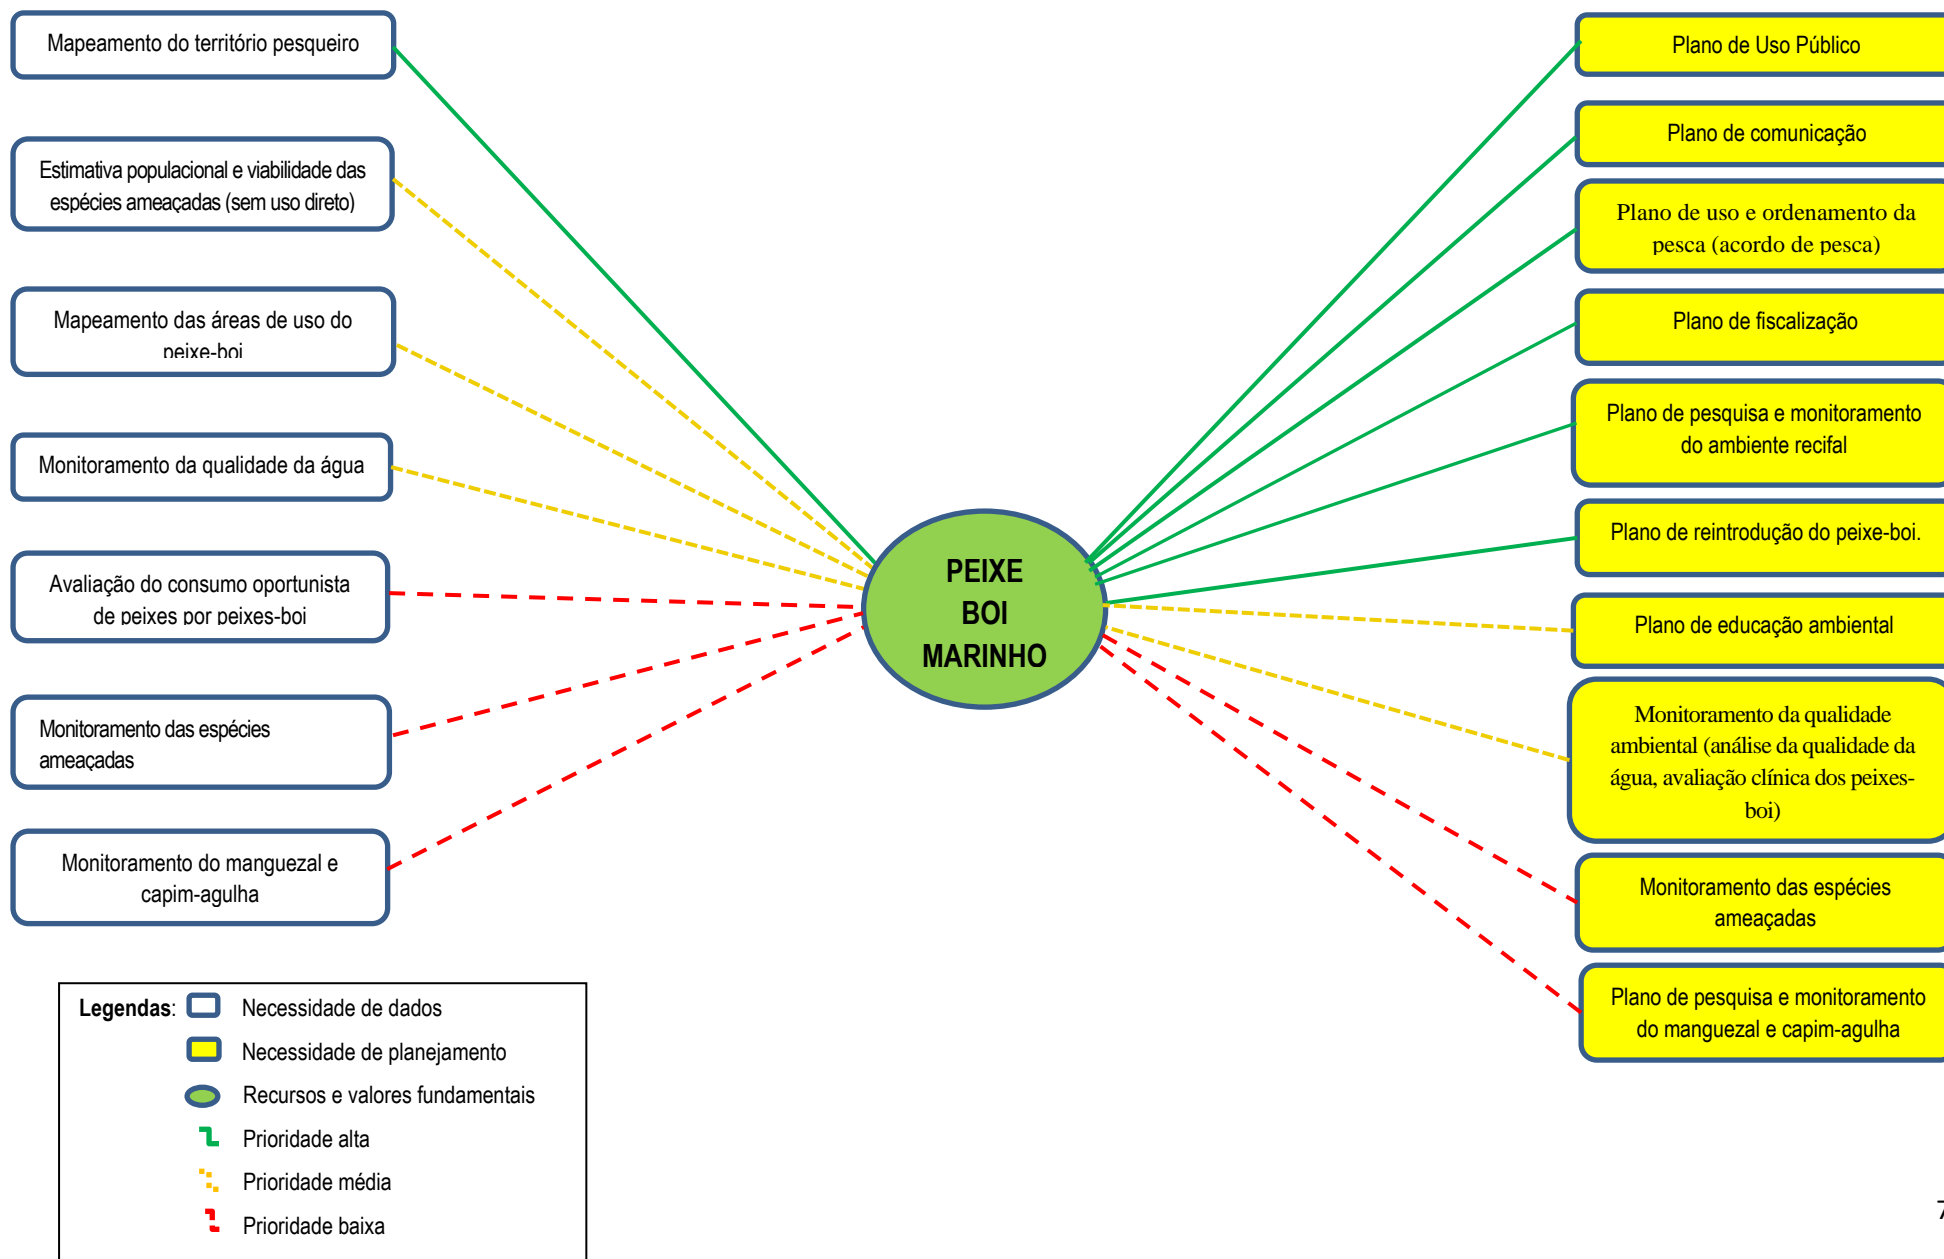 Mapeamento do território pesqueiro
Estimativa populacional e viabilidade das
espécies ameaçadas (sem uso direto)
Mapeamento das áreas de uso do
peixe-boi
Monitoramento da qualidade da água
Avaliação do consumo oportunista
de peixes por peixes-boi
Monitoramento das espécies
ameaçadas
Monitoramento do manguezal e
capim-agulha
PEIXE
BOI
MARINHO
Plano de Uso Público
Plano de comunicação
Plano de uso e ordenamento da
pesca (acordo de pesca)
Plano de fiscalização
Plano de pesquisa e monitoramento
do ambiente recifal
Plano de reintrodução do peixe-boi.
Plano de educação ambiental
Monitoramento da qualidade
ambiental (análise da qualidade da
água, avaliação clínica dos peixes-
boi)
Monitoramento das espécies
ameaçadas
Plano de pesquisa e monitoramento
do manguezal e capim-agulha
Legendas:
Necessidade de dados
Necessidade de planejamento
Recursos e valores fundamentais
Prioridade alta
Prioridade média
Prioridade baixa